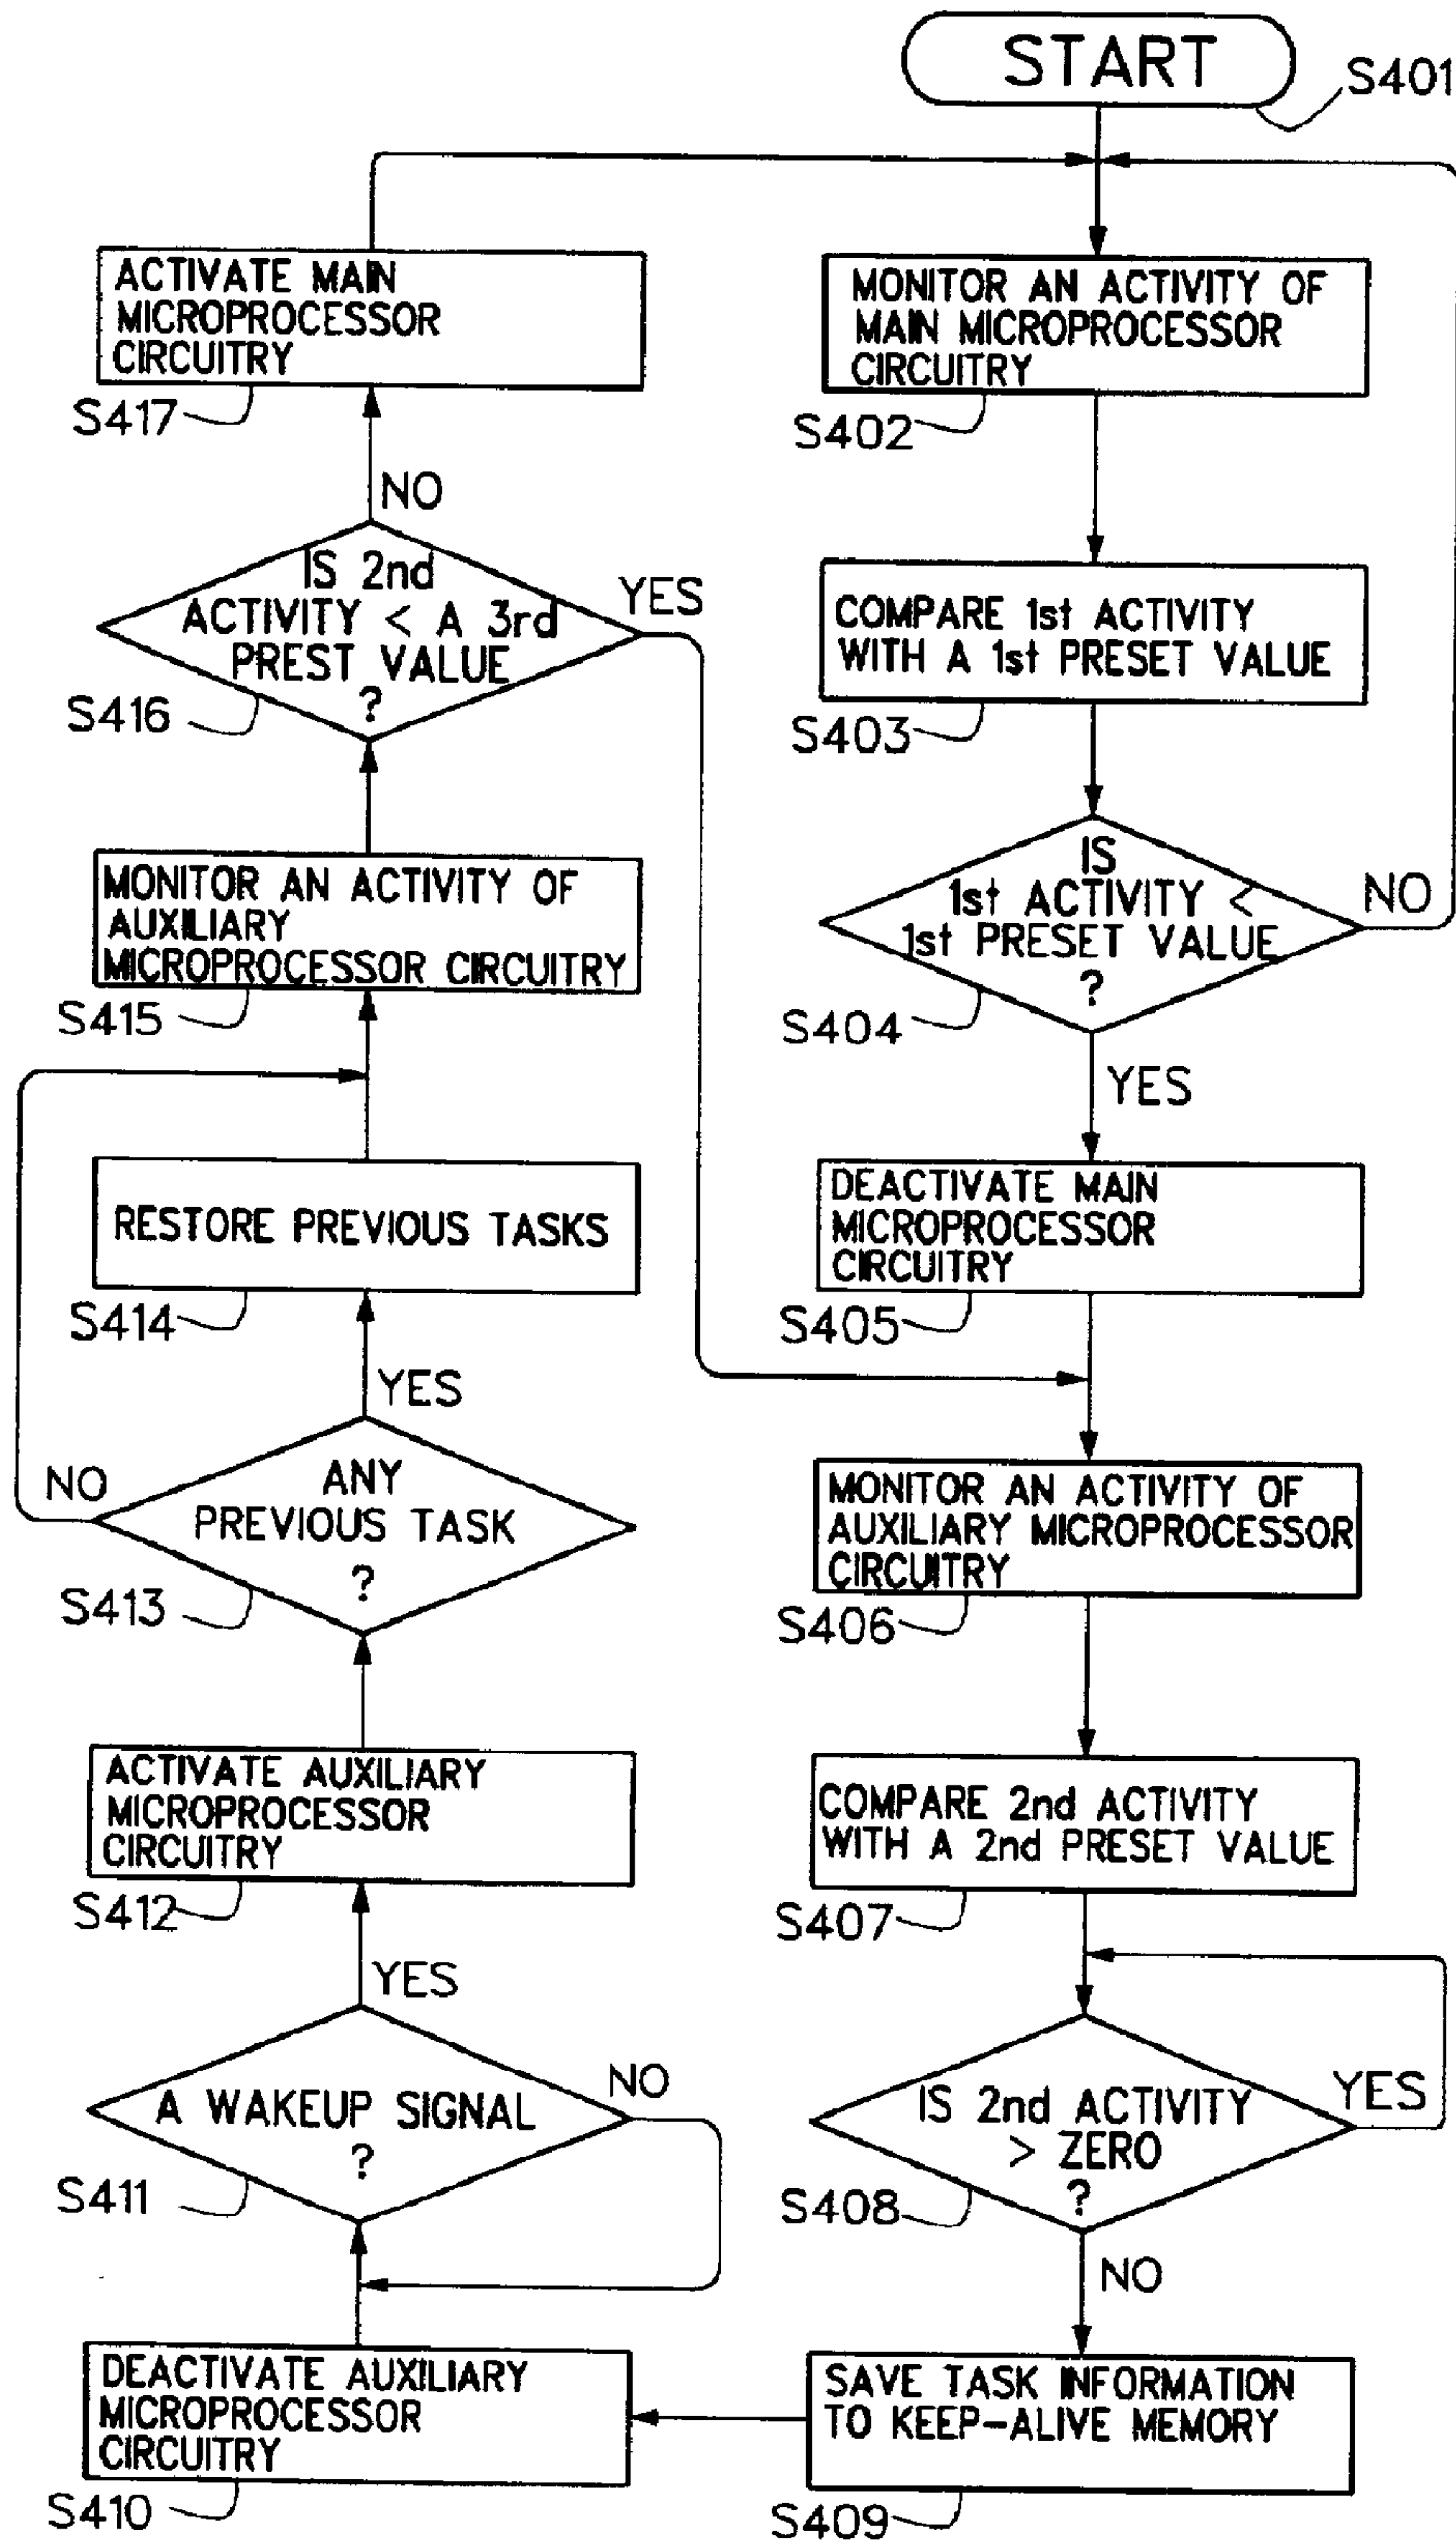 START
S401
MONITOR AN ACTIVITY OF
MAIN MICROPROCESSOR
CIRCUITRY
S402
COMPARE 1st ACTIVITY
WITH A 1st PRESET VALUE
S403
IS
1st ACTIVITY <
1st PRESET VALUE
?
NO
S404
YES
DEACTIVATE MAIN
MICROPROCESSOR
CIRCUITRY
S405
MONITOR AN ACTIVITY OF
AUXILIARY MICROPROCESSOR
CIRCUITRY
S406
COMPARE 2nd ACTIVITY
WITH A 2nd PRESET VALUE
S407
IS 2nd ACTIVITY
> ZERO
?
YES
S408
NO
SAVE TASK INFORMATION
TO KEEP-ALIVE MEMORY
S409
DEACTIVATE AUXILIARY
MICROPROCESSOR
CIRCUITRY
S410
A WAKEUP SIGNAL
?
NO
S411
YES
ACTIVATE AUXILIARY
MICROPROCESSOR
CIRCUITRY
S412
ANY
PREVIOUS TASK
?
NO
S413
YES
RESTORE PREVIOUS TASKS
S414
MONITOR AN ACTIVITY OF
AUXILIARY
MICROPROCESSOR CIRCUITRY
S415
IS 2nd
ACTIVITY < A 3rd
PREST VALUE
?
YES
S416
NO
ACTIVATE MAIN
MICROPROCESSOR
CIRCUITRY
S417